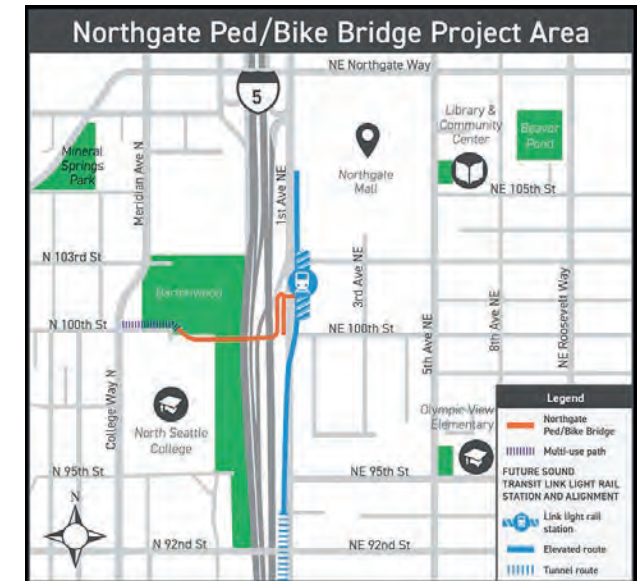 Northgate Ped/Bike Bridge Project Area
NE Northgate Way
5
Library &
Community
Center
Beaver
Pond
Mineral
Springs
Park
Meridian Ave N
1st Ave NE
Northgate
Mall
NE 105th St
N 103rd St
Bartonwood
3rd Ave NE
N 100th St
NE 100th St
5th Ave NE
8th Ave NE
NE Roosevelt Way
College Way N
North Seattle
College
Olympic View
Elementary
N 95th St
NE 95th St
N
N 92nd St
NE 92nd St
Legend
Northgate
Ped/Bike Bridge
Multi-use path
FUTURE SOUND
TRANSIT LINK LIGHT RAIL
STATION AND ALIGNMENT
Link light rail
station
Elevated route
Tunnel route